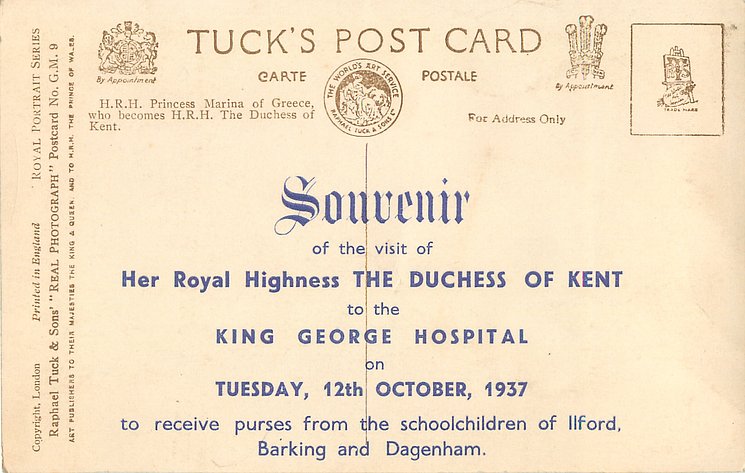 TUCK'S POST CARD
CARTE POSTALE
By Appointment
THE WORLD'S ART SERVICE
RAPHAEL TUCK & SONS LD
By Appointment
TRADE MARK
H.R.H. Princess Marina of Greece,
who becomes H.R.H. The Duchess of
Kent.
For Address Only
Souvenir
of the visit of
Her Royal Highness THE DUCHESS OF KENT
to the
KING GEORGE HOSPITAL
on
TUESDAY, 12th OCTOBER, 1937
to receive purses from the schoolchildren of Ilford,
Barking and Dagenham.
Copyright, London Printed in England ROYAL PORTRAIT SERIES
Raphael Tuck & Sons' "REAL PHOTOGRAPH" Postcard No. G.M. 9
ART PUBLISHERS TO THEIR MAJESTIES THE KING & QUEEN, AND TO H.R.H. THE PRINCE OF WALES.